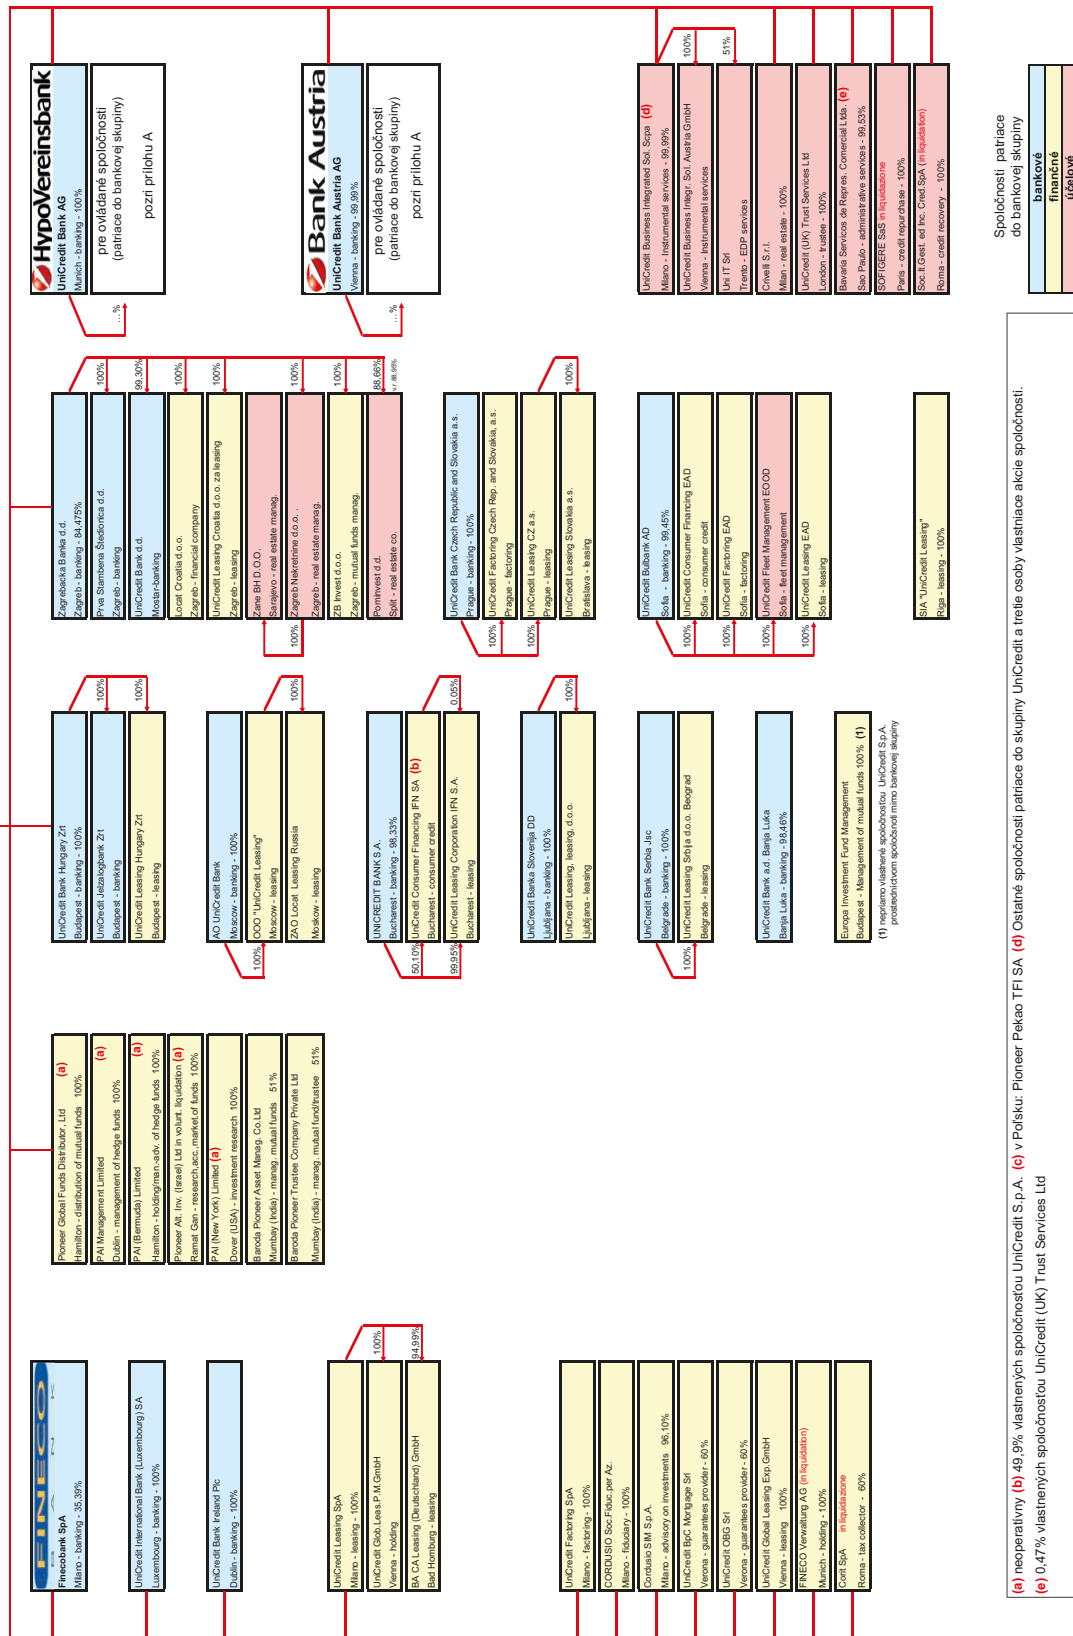 FINECO
B A N K
Finecobank SpA
Milano - banking - 35,39%
UniCredit International Bank (Luxembourg) SA
Luxembourg - banking - 100%
UniCredit Bank Ireland Plc
Dublin - banking - 100%
UniCredit Leasing SpA
Milano - leasing - 100%
100%
UniCredit Glob.Leas.P.M.GmbH
Vienna - holding
94,99%
BA CA Leasing (Deutschland) GmbH
Bad Homburg - leasing
UniCredit Factoring SpA
Milano - factoring - 100%
CORDUSIO Soc.Fiduc.per Az.
Milano - fiduciary - 100%
Cordusio SIM S.p.A.
Milano - advisory on investments 96,10%
UniCredit BpC Mortgage Srl
Verona - guarantees provider - 60%
UniCredit OBG Srl
Verona - guarantees provider - 60%
UniCredit Global Leasing Exp.GmbH
Vienna - leasing 100%
FINECO Verwaltung AG (in liquidation)
Munich - holding - 100%
Corit SpA in liquidazione
Roma - tax collector - 60%
Pioneer Global Funds Distributor, Ltd (a)
Hamilton - distribution of mutual funds 100%
PAI Management Limited (a)
Dublin - management of hedge funds 100%
PAI (Bermuda) Limited (a)
Hamilton - holding/man.-adv. of hedge funds 100%
Pioneer Alt. Inv. (Israel) Ltd in volunt. liquidation (a)
Ramat Gan - research,acc.,market.of funds 100%
PAI (New York) Limited (a)
Dover (USA) - investment research 100%
Baroda Pioneer Asset Manag. Co.Ltd
Mumbay (India) - manag. mutual funds 51%
Baroda Pioneer Trustee Company Private Ltd
Mumbay (India) - manag. mutual fund/trustee 51%
UniCredit Bank Hungary Zrt
Budapest - banking - 100%
100%
UniCredit Jelzalogbank Zrt
Budapest - banking
100%
UniCredit Leasing Hungary Zrt
Budapest - leasing
AO UniCredit Bank
Moscow - banking - 100%
100%
OOO "UniCredit Leasing"
Moscow - leasing
100%
ZAO Locat Leasing Russia
Moskow - leasing
UNICREDIT BANK S.A.
Bucharest - banking - 98,33%
50,10%
UniCredit Consumer Financing IFN SA (b)
Bucharest - consumer credit
99,95%
0,05%
UniCredit Leasing Corporation IFN S.A.
Bucharest - leasing
UniCredit Banka Slovenija DD
Ljubljana - banking - 100%
100%
UniCredit Leasing, leasing, d.o.o.
Ljubljana - leasing
UniCredit Bank Serbia Jsc
Belgrade - banking - 100%
100%
UniCredit Leasing Srbija d.o.o. Beograd
Belgrade - leasing
UniCredit Bank a.d. Banja Luka
Banja Luka - banking - 98,46%
Europa Investment Fund Management
Budapest - Management of mutual funds 100% (1)
(1) nepriamo vlastnené spoločnosťou UniCredit S.p.A.
prostredníctvom spoločsností mimo bankovej skupiny
Zagrebacka Banka d.d.
Zagreb - banking - 84,475%
100%
Prva Stambena Štedionica d.d.
Zagreb - banking
99,30%
UniCredit Bank d.d.
Mostar-banking
100%
Locat Croatia d.o.o.
Zagreb - financial company
100%
UniCredit Leasing Croatia d.o.o. za leasing
Zagreb - leasing
Zane BH D.O.O.
Sarajevo - real estate manag.
100%
100%
Zagreb Nekretnine d.o.o. .
Zagreb - real estate manag.
100%
ZB Invest d.o.o.
Zagreb - mutual funds manag.
88,66%
v.r. 88,95%
Pominvest d.d.
Split - real estate co.
UniCredit Bank Czech Republic and Slovakia a.s.
Prague - banking - 100%
100%
UniCredit Factoring Czech Rep. and Slovakia, a.s.
Prague - factoring
100%
UniCredit Leasing CZ a.s.
Prague - leasing
100%
UniCredit Leasing Slovakia a.s.
Bratislava - leasing
UniCredit Bulbank AD
Sofia - banking - 99,45%
100%
UniCredit Consumer Financing EAD
Sofia - consumer credit
100%
UniCredit Factoring EAD
Sofia - factoring
100%
UniCredit Fleet Management EOOD
Sofia - fleet management
100%
UniCredit Leasing EAD
Sofia - leasing
SIA "UniCredit Leasing"
Riga - leasing - 100%
HypoVereinsbank
UniCredit Bank AG
Munich - banking - 100%
...%
pre ovládané spoločnosti
(patriace do bankovej skupiny)
pozri prílohu A
Bank Austria
UniCredit Bank Austria AG
Vienna - banking - 99,99%
...%
pre ovládané spoločnosti
(patriace do bankovej skupiny)
pozri prílohu A
UniCredit Business Integrated Sol. Scpa (d)
Milano - Instrumental services - 99,99%
100%
UniCredit Business Integr. Sol. Austria GmbH
Vienna - Instrumental services
51%
Uni IT Srl
Trento - EDP services
Crivelli S.r.l.
Milan - real estate - 100%
UniCredit (UK) Trust Services Ltd
London - trustee - 100%
Bavaria Servicos de Repres. Comercial Ltda. (e)
Sao Paulo - administrative services - 99,53%
SOFIGERE SaS in liquidazione
Paris - credit repurchase - 100%
Soc.It.Gest. ed Inc. Cred.SpA (in liquidation)
Roma - credit recovery - 100%
Spoločnosti patriace
do bankovej skupiny
bankové
finančné
účelové
(a) neoperatívny (b) 49,9% vlastnených spoločnosťou UniCredit S.p.A. (c) v Polsku: Pioneer Pekao TFI SA (d) Ostatné spoločnosti patriace do skupiny UniCredit a tretie osoby vlastniace akcie spoločnosti.
(e) 0,47% vlastnených spoločnosťou UniCredit (UK) Trust Services Ltd